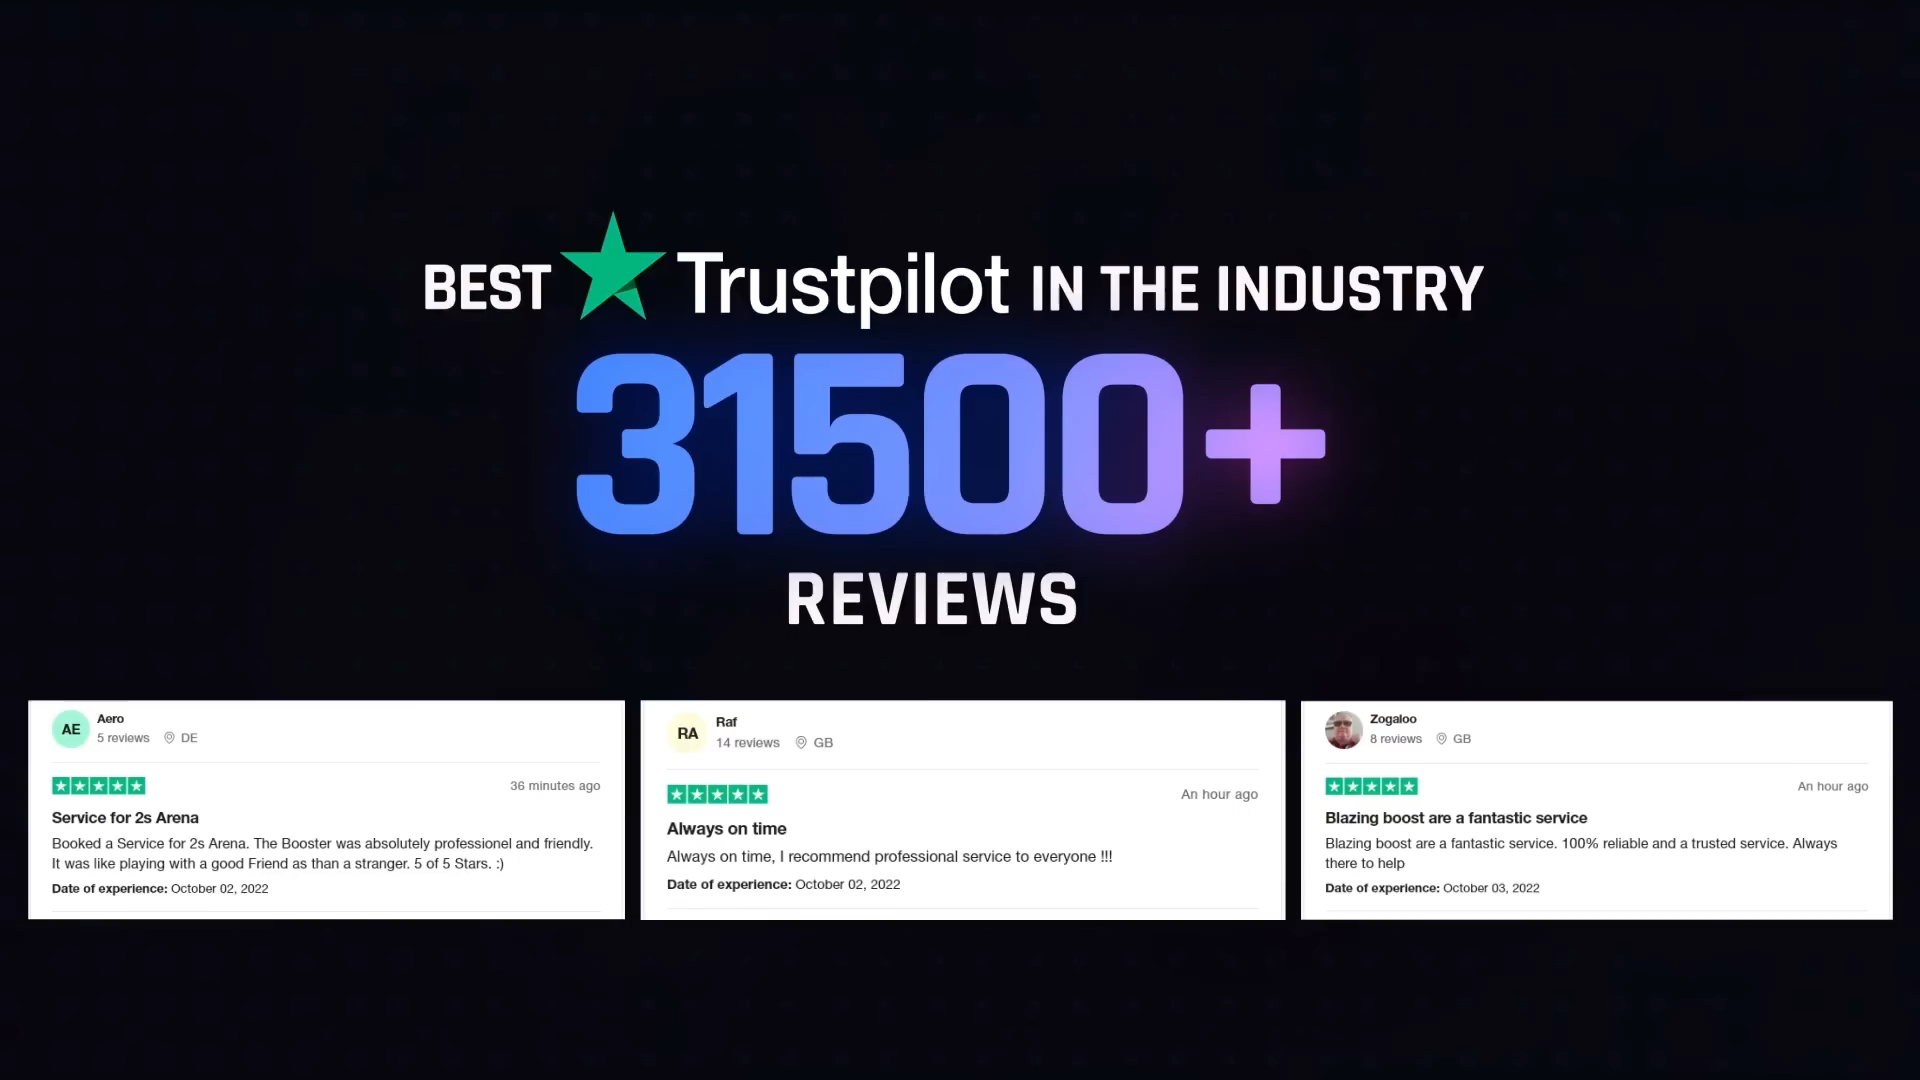 BEST Trustpilot IN THE INDUSTRY
31500+
REVIEWS
AE
Aero
5 reviews DE
36 minutes ago
Service for 2s Arena
Booked a Service for 2s Arena. The Booster was absolutely professional and friendly.
It was like playing with a good Friend as than a stranger. 5 of 5 Stars. :)
Date of experience: October 02, 2022
RA
Raf
14 reviews GB
An hour ago
Always on time
Always on time, I recommend professional service to everyone !!!
Date of experience: October 02, 2022
Zogaloo
8 reviews GB
An hour ago
Blazing boost are a fantastic service
Blazing boost are a fantastic service. 100% reliable and a trusted service. Always
there to help
Date of experience: October 03, 2022